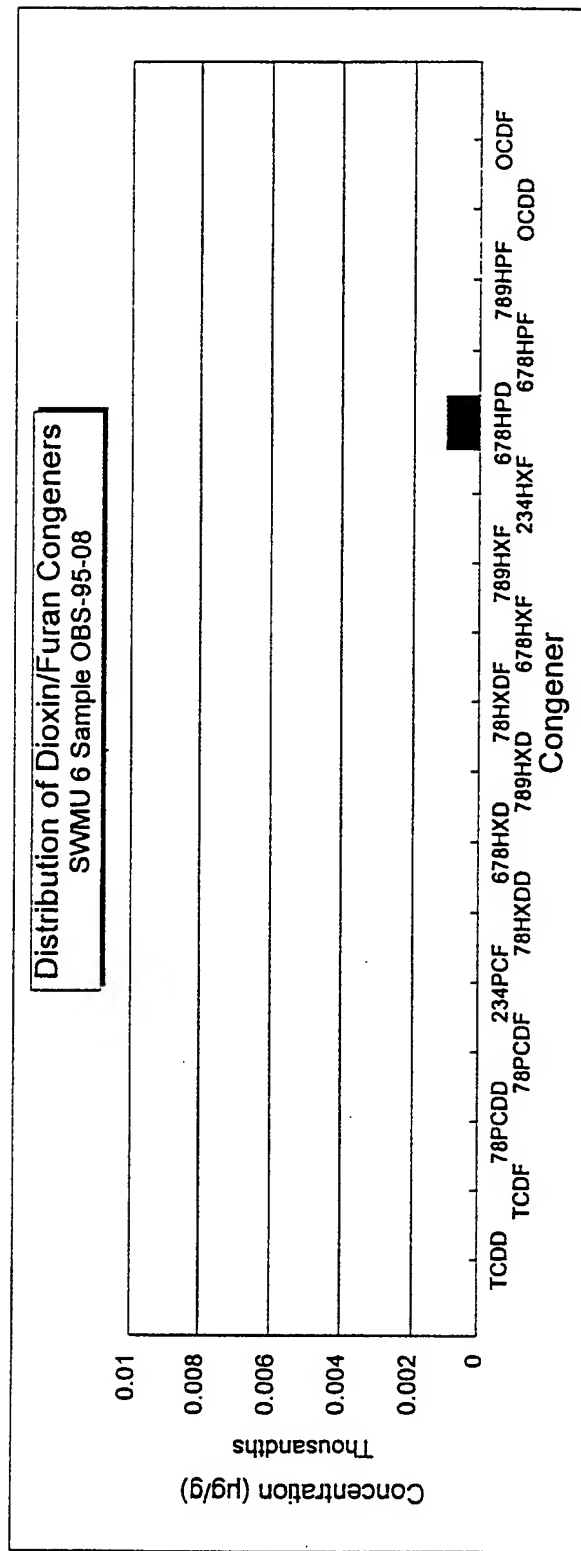 Distribution of Dioxin/Furan Congeners
SWMU 6 Sample OBS-95-08
Concentration (µg/g)
Thousandths
0.01
0.008
0.006
0.004
0.002
0
TCDD
TCDF
78PCDD
78PCDF
234PCF
78HXDD
678HXD
789HXD
78HXDF
678HXF
789HXF
234HXF
678HPD
678HPF
789HPF
OCDD
OCDF
Congener